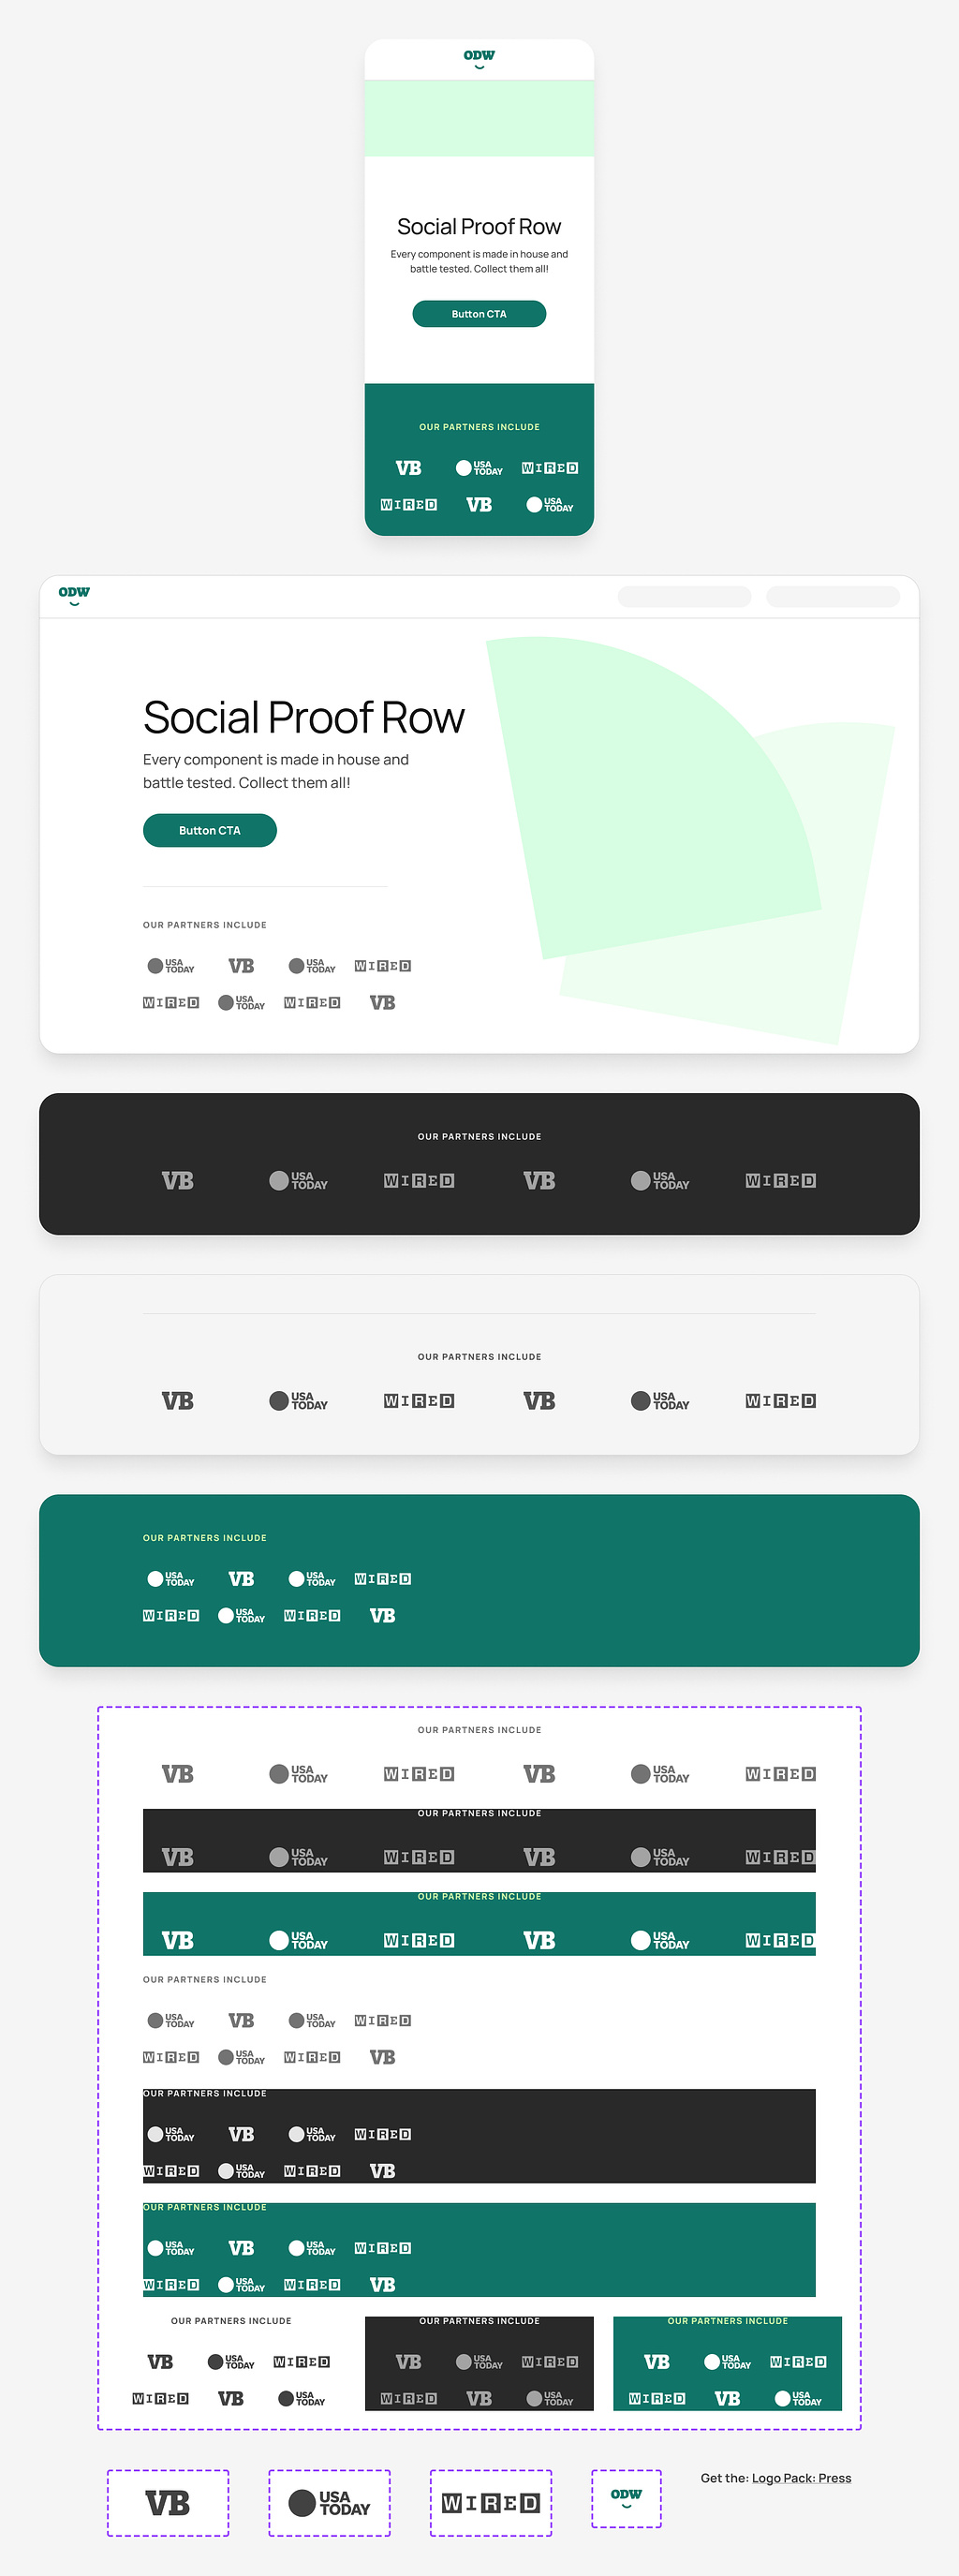 ODW
Social Proof Row
Every component is made in house and
battle tested. Collect them all!
Button CTA
OUR PARTNERS INCLUDE
VB USA TODAY WIRED
WIRED VB USA TODAY
ODW
Social Proof Row
Every component is made in house and
battle tested. Collect them all!
Button CTA
OUR PARTNERS INCLUDE
USA TODAY VB USA TODAY WIRED
WIRED USA TODAY WIRED VB
OUR PARTNERS INCLUDE
VB USA TODAY WIRED VB USA TODAY WIRED
OUR PARTNERS INCLUDE
VB USA TODAY WIRED VB USA TODAY WIRED
OUR PARTNERS INCLUDE
USA TODAY VB USA TODAY WIRED
WIRED USA TODAY WIRED VB
OUR PARTNERS INCLUDE
VB USA TODAY WIRED VB USA TODAY WIRED
OUR PARTNERS INCLUDE
VB USA TODAY WIRED VB USA TODAY WIRED
OUR PARTNERS INCLUDE
VB USA TODAY WIRED VB USA TODAY WIRED
OUR PARTNERS INCLUDE
USA TODAY VB USA TODAY WIRED
WIRED USA TODAY WIRED VB
OUR PARTNERS INCLUDE
USA TODAY VB USA TODAY WIRED
WIRED USA TODAY WIRED VB
OUR PARTNERS INCLUDE
USA TODAY VB USA TODAY WIRED
WIRED USA TODAY WIRED VB
OUR PARTNERS INCLUDE
VB USA TODAY WIRED
WIRED VB USA TODAY
OUR PARTNERS INCLUDE
VB USA TODAY WIRED
WIRED VB USA TODAY
OUR PARTNERS INCLUDE
VB USA TODAY WIRED
WIRED VB USA TODAY
VB
USA TODAY
WIRED
ODW
Get the: Logo Pack: Press